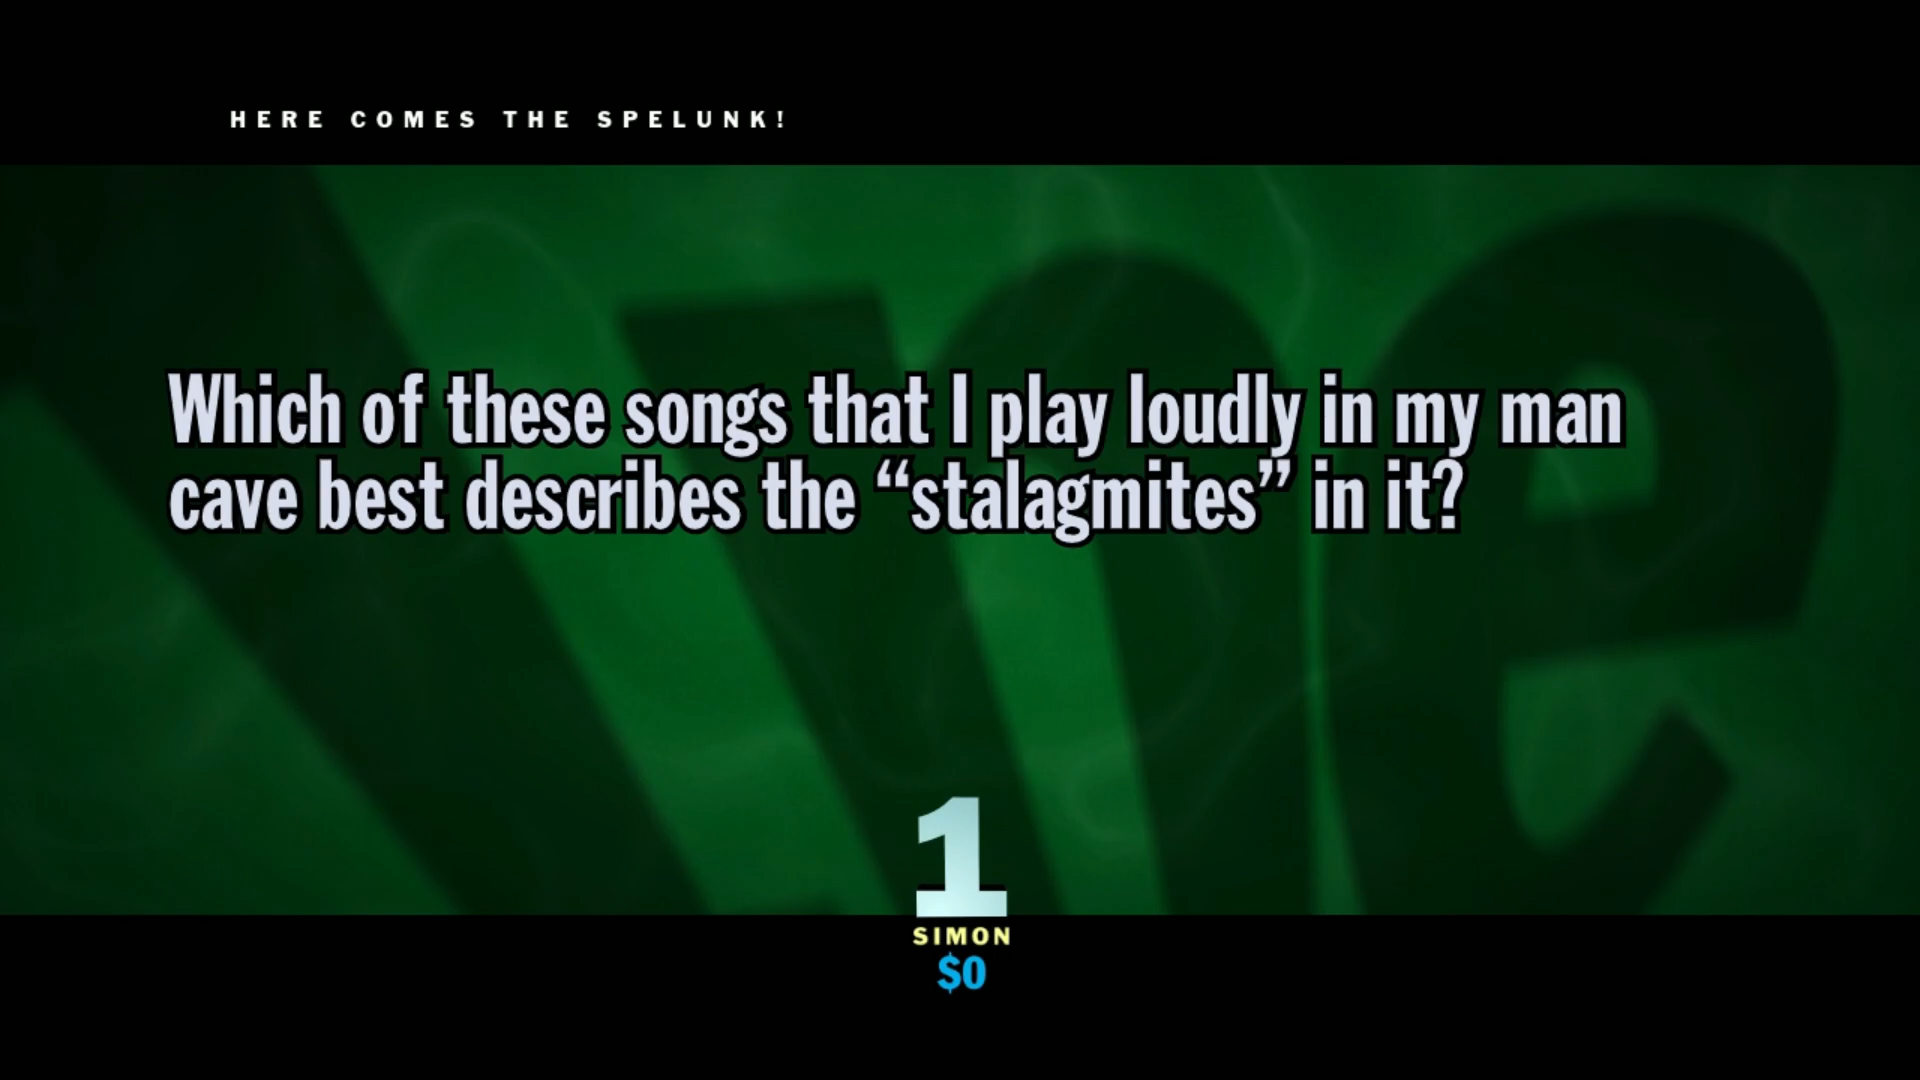 HERE COMES THE SPELUNK!
Which of these songs that I play loudly in my man
cave best describes the “stalagmites” in it?
1
SIMON
$0